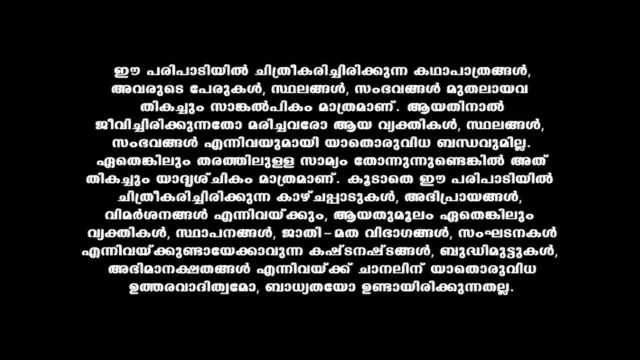 ഈ പരിപാടിയിൽ ചിത്രീകരിച്ചിരിക്കുന്ന കഥാപാത്രങ്ങൾ,
അവരുടെ പേരുകൾ, സ്ഥലങ്ങൾ, സംഭവങ്ങൾ മുതലായവ
തികച്ചും സാങ്കൽപികം മാത്രമാണ്. ആയതിനാൽ
ജീവിച്ചിരിക്കുന്നതോ മരിച്ചവരോ ആയ വ്യക്തികൾ, സ്ഥലങ്ങൾ,
സംഭവങ്ങൾ എന്നിവയുമായി യാതൊരുവിധ ബന്ധവുമില്ല.
ഏതെങ്കിലും തരത്തിലുളള സാമ്യം തോന്നുന്നുണ്ടെങ്കിൽ അത്
തികച്ചും യാദൃശ്ചികം മാത്രമാണ്. കൂടാതെ ഈ പരിപാടിയിൽ
ചിത്രീകരിച്ചിരിക്കുന്ന കാഴ്ചപ്പാടുകൾ, അഭിപ്രായങ്ങൾ,
വിമർശനങ്ങൾ എന്നിവയ്ക്കും, ആയതുമൂലം ഏതെങ്കിലും
വ്യക്തികൾ, സ്ഥാപനങ്ങൾ, ജാതി-മത വിഭാഗങ്ങൾ, സംഘടനകൾ
എന്നിവയ്ക്കുണ്ടായേക്കാവുന്ന കഷ്ടനഷ്ടങ്ങൾ, ബുദ്ധിമുട്ടുകൾ,
അഭിമാനക്ഷതങ്ങൾ എന്നിവയ്ക്ക് ചാനലിന് യാതൊരുവിധ
ഉത്തരവാദിത്വമോ, ബാധ്യതയോ ഉണ്ടായിരിക്കുന്നതല്ല.